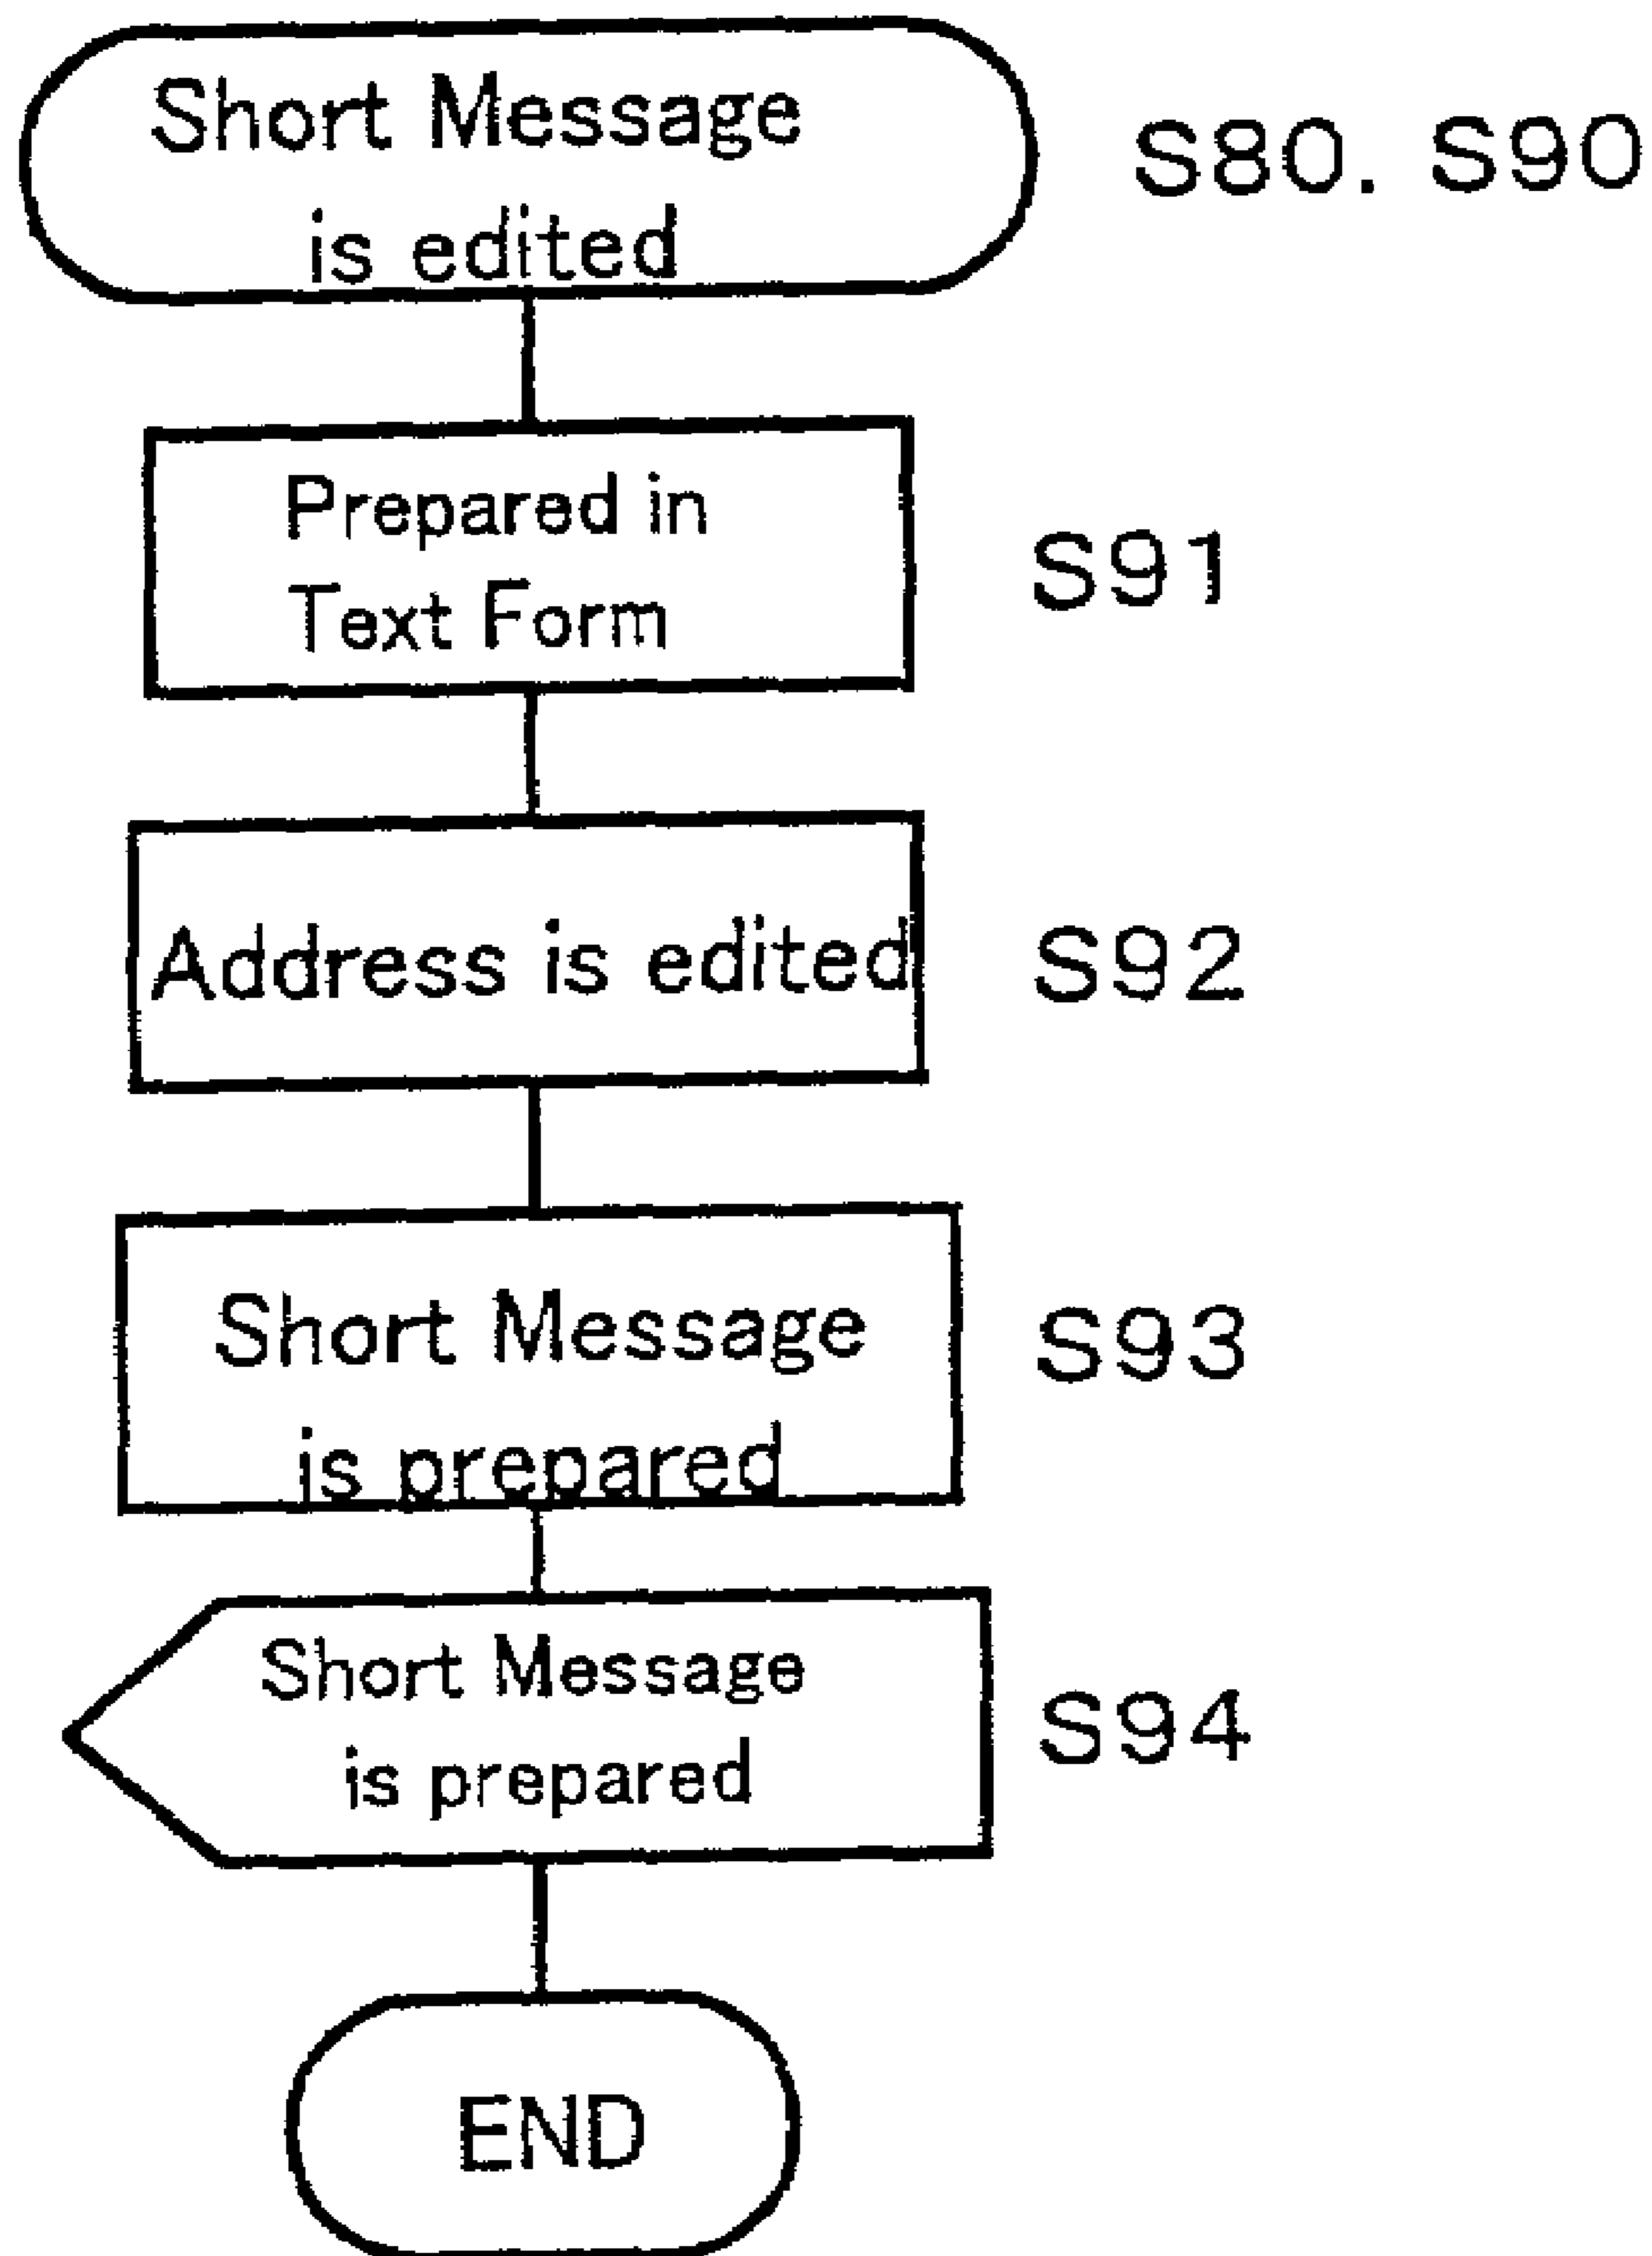 Short Message
is edited
S80. S90
Prepared in
Text Form
S91
Address is edited
S92
Short Message
is prepared
S93
Short Message
is prepared
S94
END